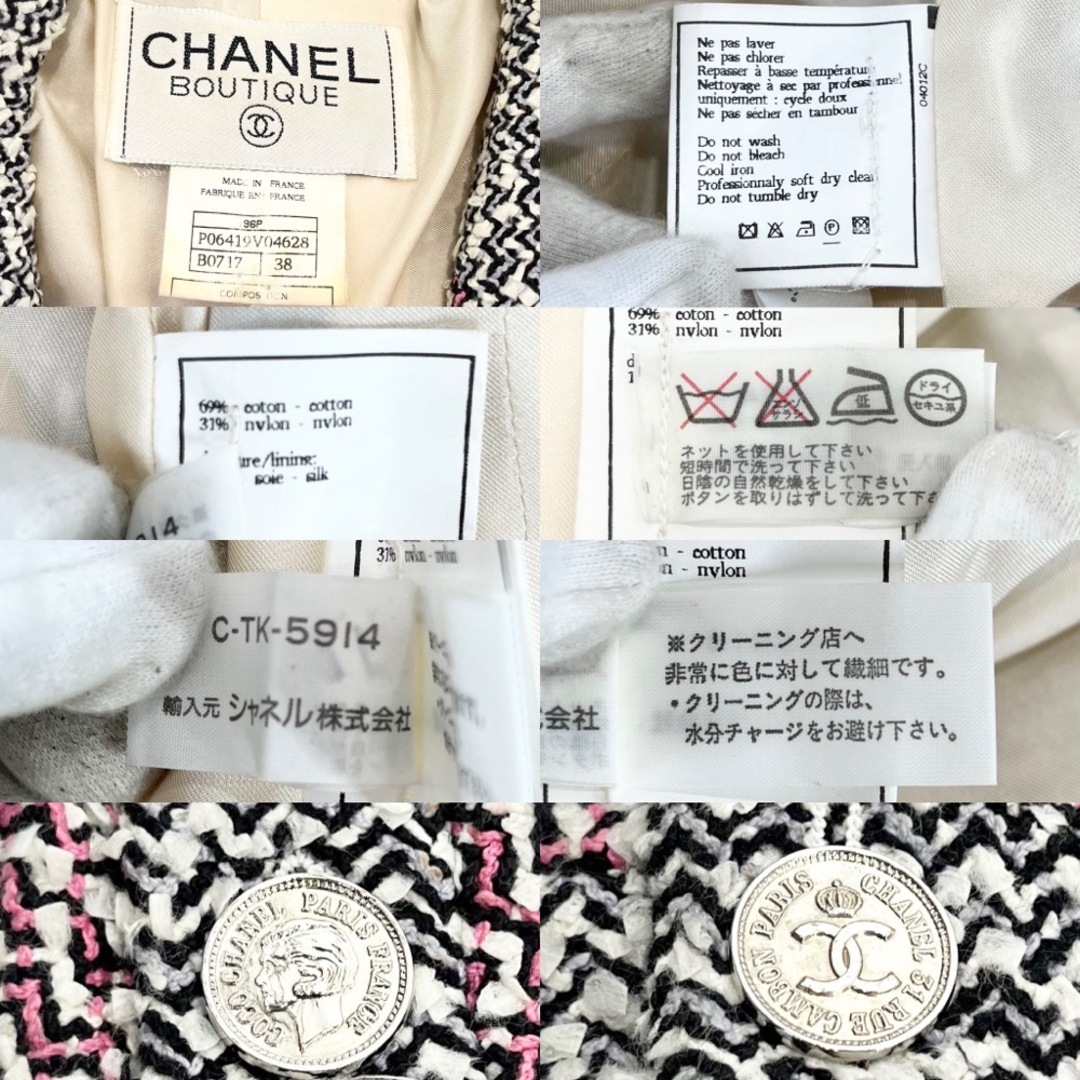 CHANEL
BOUTIQUE
MADE IN FRANCE
FABRIQUE EN FRANCE
96P
P06419V04628
B0717 38
COMPOSITION
Ne pas laver
Ne pas chlorer
Repasser à basse températur
Nettoyage à sec par professionnel
uniquement : cycle doux
Ne pas sécher en tambour
Do not wash
Do not bleach
Cool iron
Professionnaly soft dry clea
Do not tumble dry
04012C
69% coton - cotton
31% nylon - nylon
ure/lining:
soie - silk
914
69% coton - cotton
31% nylon - nylon
エンソ
サラシ
低
ドライ
セキユ系
ネットを使用して下さい
短時間で洗って下さい
日陰の自然乾燥をして下さい
ボタンを取りはずして洗って下さ
31% nylon - nylon
C-TK-5914
輸入元 シャネル株式会社
n - cotton
n - nylon
※クリーニング店へ
非常に色に対して繊細です。
・クリーニングの際は、
水分チャージをお避け下さい。
会社
COCO CHANEL PARIS FRANCE
CHANEL 31 RUE CAMBON PARIS